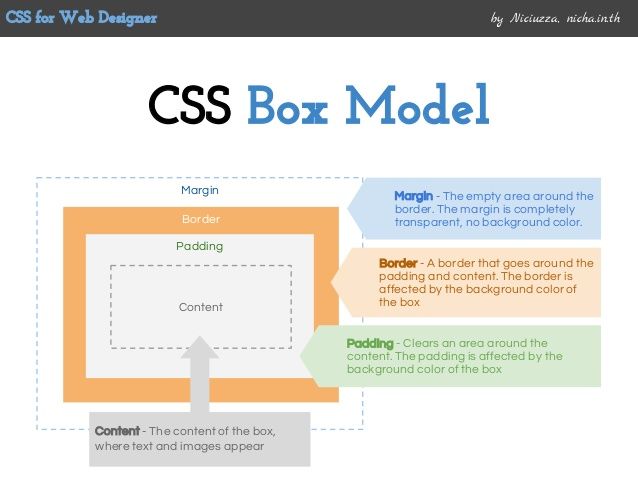 CSS for Web Designer
by Niciuzza, nicha.in.th
CSS Box Model
Margin
Border
Padding
Content
Margin - The empty area around the
border. The margin is completely
transparent, no background color.
Border - A border that goes around the
padding and content. The border is
affected by the background color of
the box
Padding - Clears an area around the
content. The padding is affected by the
background color of the box
Content - The content of the box,
where text and images appear